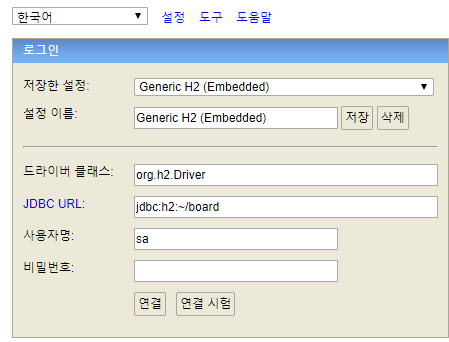 한국어 설정 도구 도움말
로그인
저장한 설정: Generic H2 (Embedded)
설정 이름: Generic H2 (Embedded) 저장 삭제
드라이버 클래스: org.h2.Driver
JDBC URL: jdbc:h2:~/board
사용자명: sa
비밀번호:
연결 연결 시험